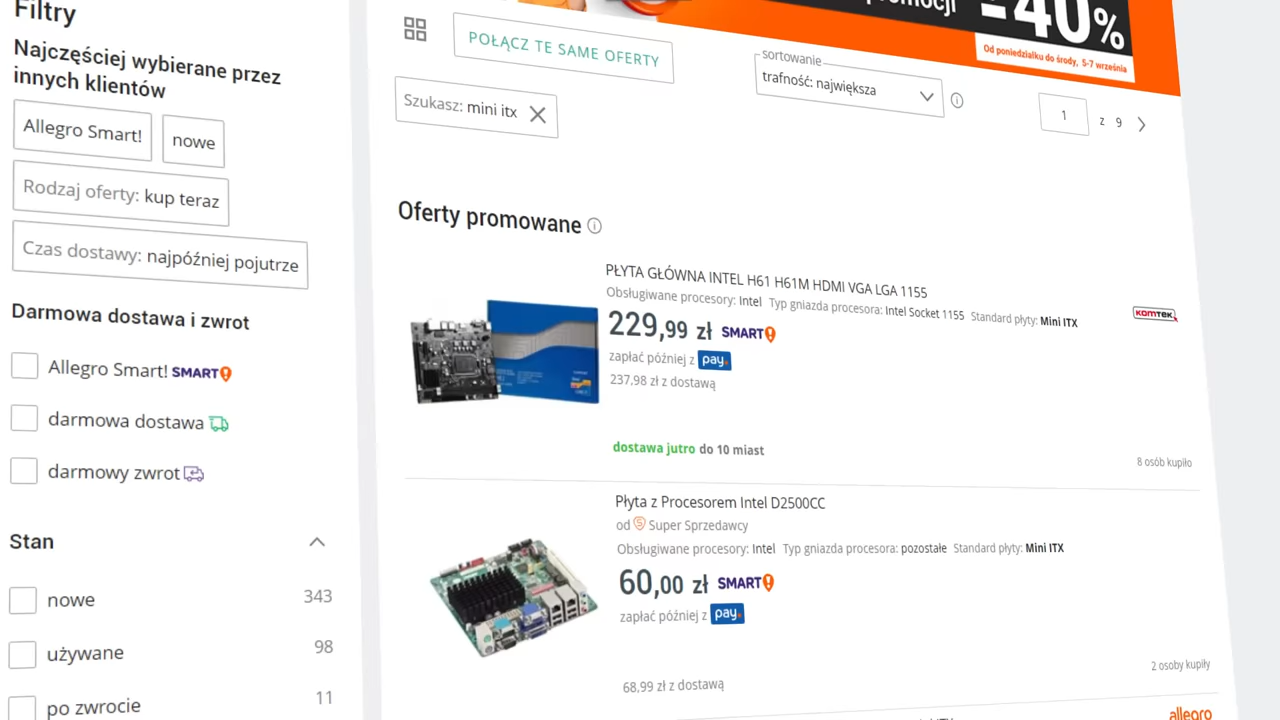 Filtry
Najczęściej wybierane przez
innych klientów
Allegro Smart!
nowe
Rodzaj oferty: kup teraz
Czas dostawy: najpóźniej pojutrze
Darmowa dostawa i zwrot
Allegro Smart! SMART!
darmowa dostawa
darmowy zwrot
Stan
nowe 343
używane 98
po zwrocie 11
-40%
Od poniedziałku do środy, 5-7 września
POŁĄCZ TE SAME OFERTY
sortowanie
trafność: największa
Szukasz: mini itx
1 z 9
Oferty promowane
PŁYTA GŁÓWNA INTEL H61 H61M HDMI VGA LGA 1155
Obsługiwane procesory: Intel Typ gniazda procesora: Intel Socket 1155 Standard płyty: Mini ITX
KOMTEK
229,99 zł SMART!
zapłać później z pay
237,98 zł z dostawą
dostawa jutro do 10 miast
8 osób kupiło
Płyta z Procesorem Intel D2500CC
od Super Sprzedawcy
Obsługiwane procesory: Intel Typ gniazda procesora: pozostałe Standard płyty: Mini ITX
60,00 zł SMART!
zapłać później z pay
2 osoby kupiły
68,99 zł z dostawą
allegro